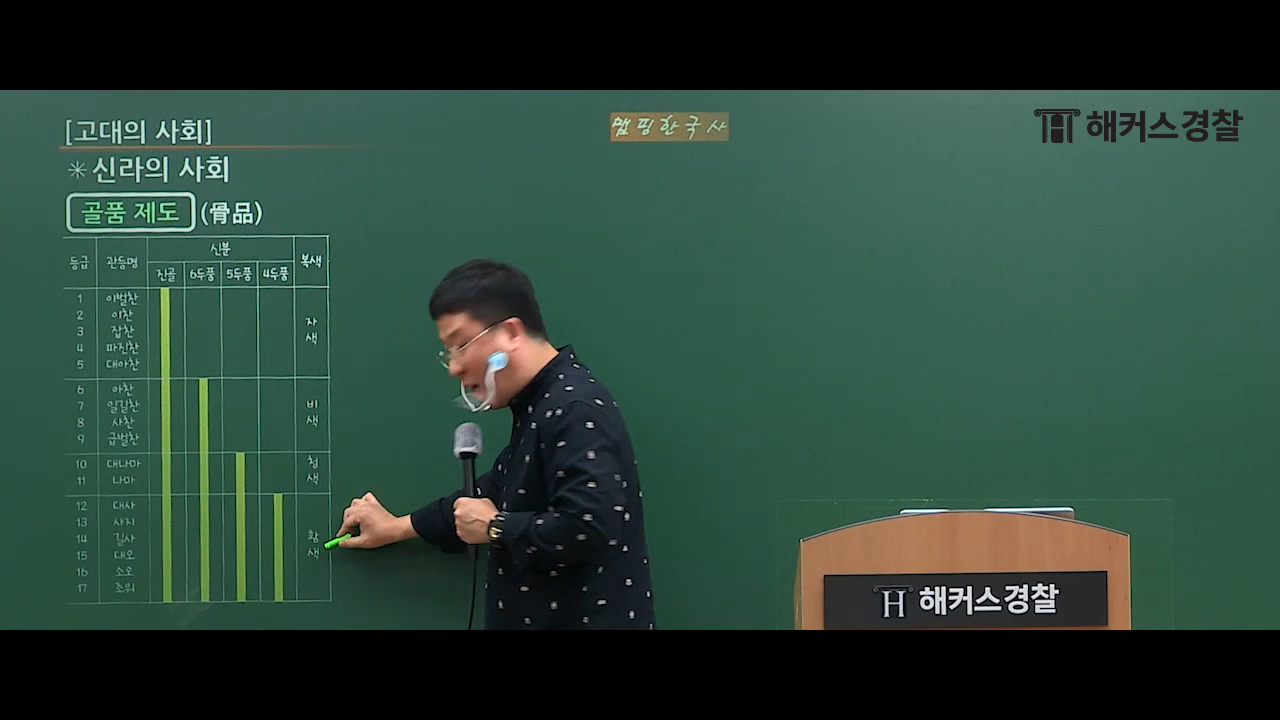 [고대의 사회]
맵핑한국사
해커스경찰
✳신라의 사회
골품 제도 (骨品)
등급 관등명 신분 복색
진골 6두품 5두품 4두품
1 이벌찬
2 이찬
3 잡찬
4 파진찬
5 대아찬
자색
6 아찬
7 일길찬
8 사찬
9 급벌찬
비색
10 대나마
11 나마
청색
12 대사
13 사지
14 길사
15 대오
16 소오
17 조위
황색
해커스경찰